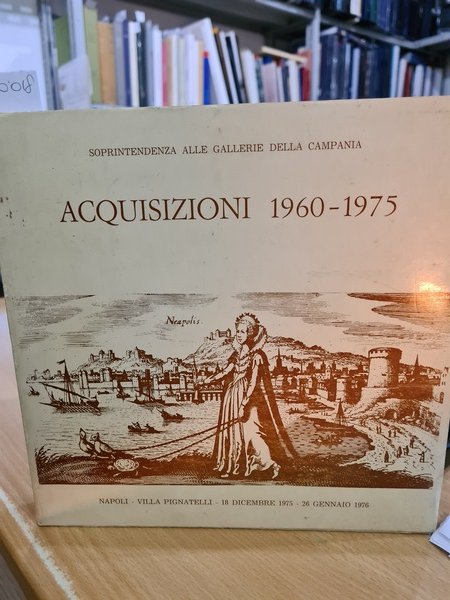 SOPRINTENDENZA ALLE GALLERIE DELLA CAMPANIA
ACQUISIZIONI 1960-1975
Neapolis.
NAPOLI - VILLA PIGNATELLI - 18 DICEMBRE 1975 - 26 GENNAIO 1976